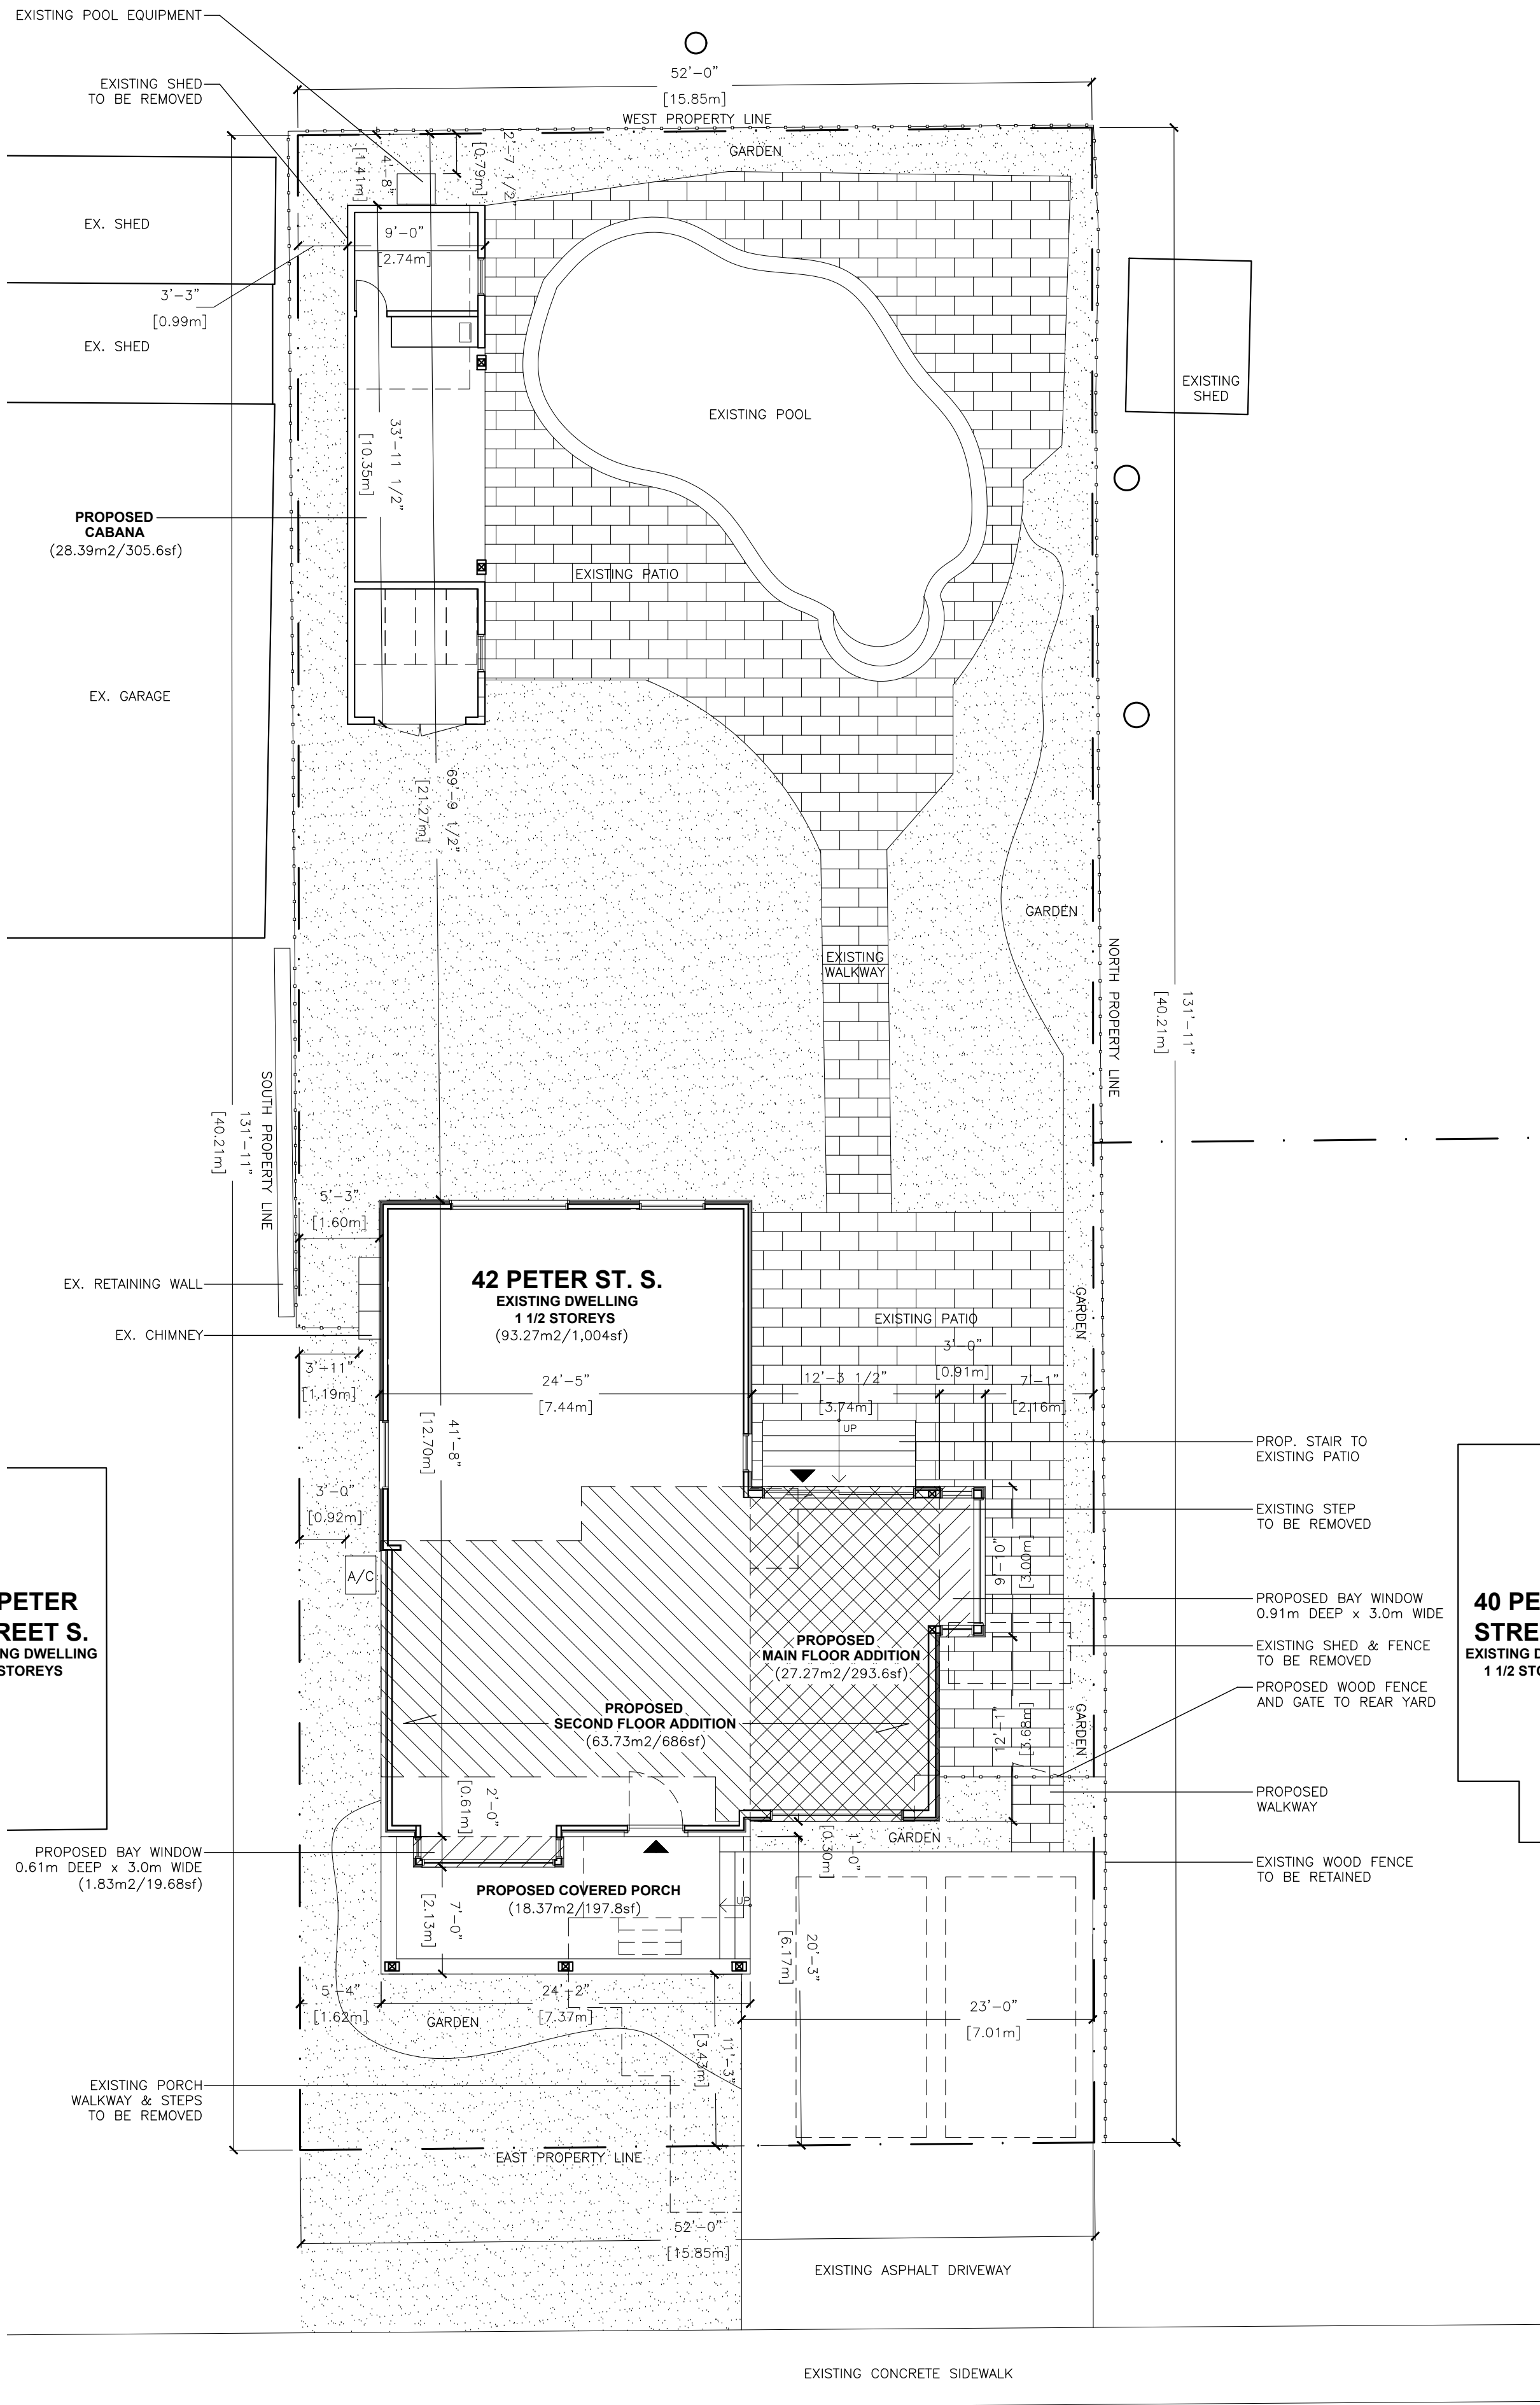 EXISTING POOL EQUIPMENT
52'-0"
[15.85m]
EXISTING SHED
TO BE REMOVED
WEST PROPERTY LINE
GARDEN
2'-7 1/2"
[0.79m]
4'-8"
[1.41m]
EX. SHED
9'-0"
[2.74m]
3'-3"
[0.99m]
EX. SHED
EXISTING
SHED
EXISTING POOL
33'-11 1/2"
[10.35m]
PROPOSED
CABANA
(28.39m2/305.6sf)
EXISTING PATIO
EX. GARAGE
69'-9 1/2"
[21.27m]
GARDEN
EXISTING
WALKWAY
NORTH PROPERTY LINE
131'-11"
[40.21m]
SOUTH PROPERTY LINE
131'-11"
[40.21m]
5'-3"
[1.60m]
EX. RETAINING WALL
42 PETER ST. S.
EXISTING DWELLING
1 1/2 STOREYS
(93.27m2/1,004sf)
GARDEN
EXISTING PATIO
EX. CHIMNEY
3'-0"
[0.91m]
3'-11"
[1.19m]
24'-5"
[7.44m]
12'-3 1/2"
[3.74m]
7'-1"
[2.16m]
UP
41'-8"
[12.70m]
PROP. STAIR TO
EXISTING PATIO
3'-0"
[0.92m]
EXISTING STEP
TO BE REMOVED
A/C
9'-10"
[3.00m]
PETER
REET S.
NG DWELLING
STOREYS
PROPOSED BAY WINDOW
0.91m DEEP x 3.0m WIDE
40 PE
STRE
EXISTING D
1 1/2 STO
PROPOSED
MAIN FLOOR ADDITION
(27.27m2/293.6sf)
EXISTING SHED & FENCE
TO BE REMOVED
PROPOSED WOOD FENCE
AND GATE TO REAR YARD
PROPOSED
SECOND FLOOR ADDITION
(63.73m2/686sf)
12'-1"
[3.68m]
GARDEN
2'-0"
[0.61m]
PROPOSED
WALKWAY
1'-0"
[0.30m]
GARDEN
PROPOSED BAY WINDOW
0.61m DEEP x 3.0m WIDE
(1.83m2/19.68sf)
EXISTING WOOD FENCE
TO BE RETAINED
PROPOSED COVERED PORCH
(18.37m2/197.8sf)
UP
7'-0"
[2.13m]
20'-3"
[6.17m]
5'-4"
[1.62m]
24'-2"
[7.37m]
23'-0"
[7.01m]
GARDEN
11'-3"
[3.43m]
EXISTING PORCH
WALKWAY & STEPS
TO BE REMOVED
EAST PROPERTY LINE
52'-0"
[15.85m]
EXISTING ASPHALT DRIVEWAY
EXISTING CONCRETE SIDEWALK